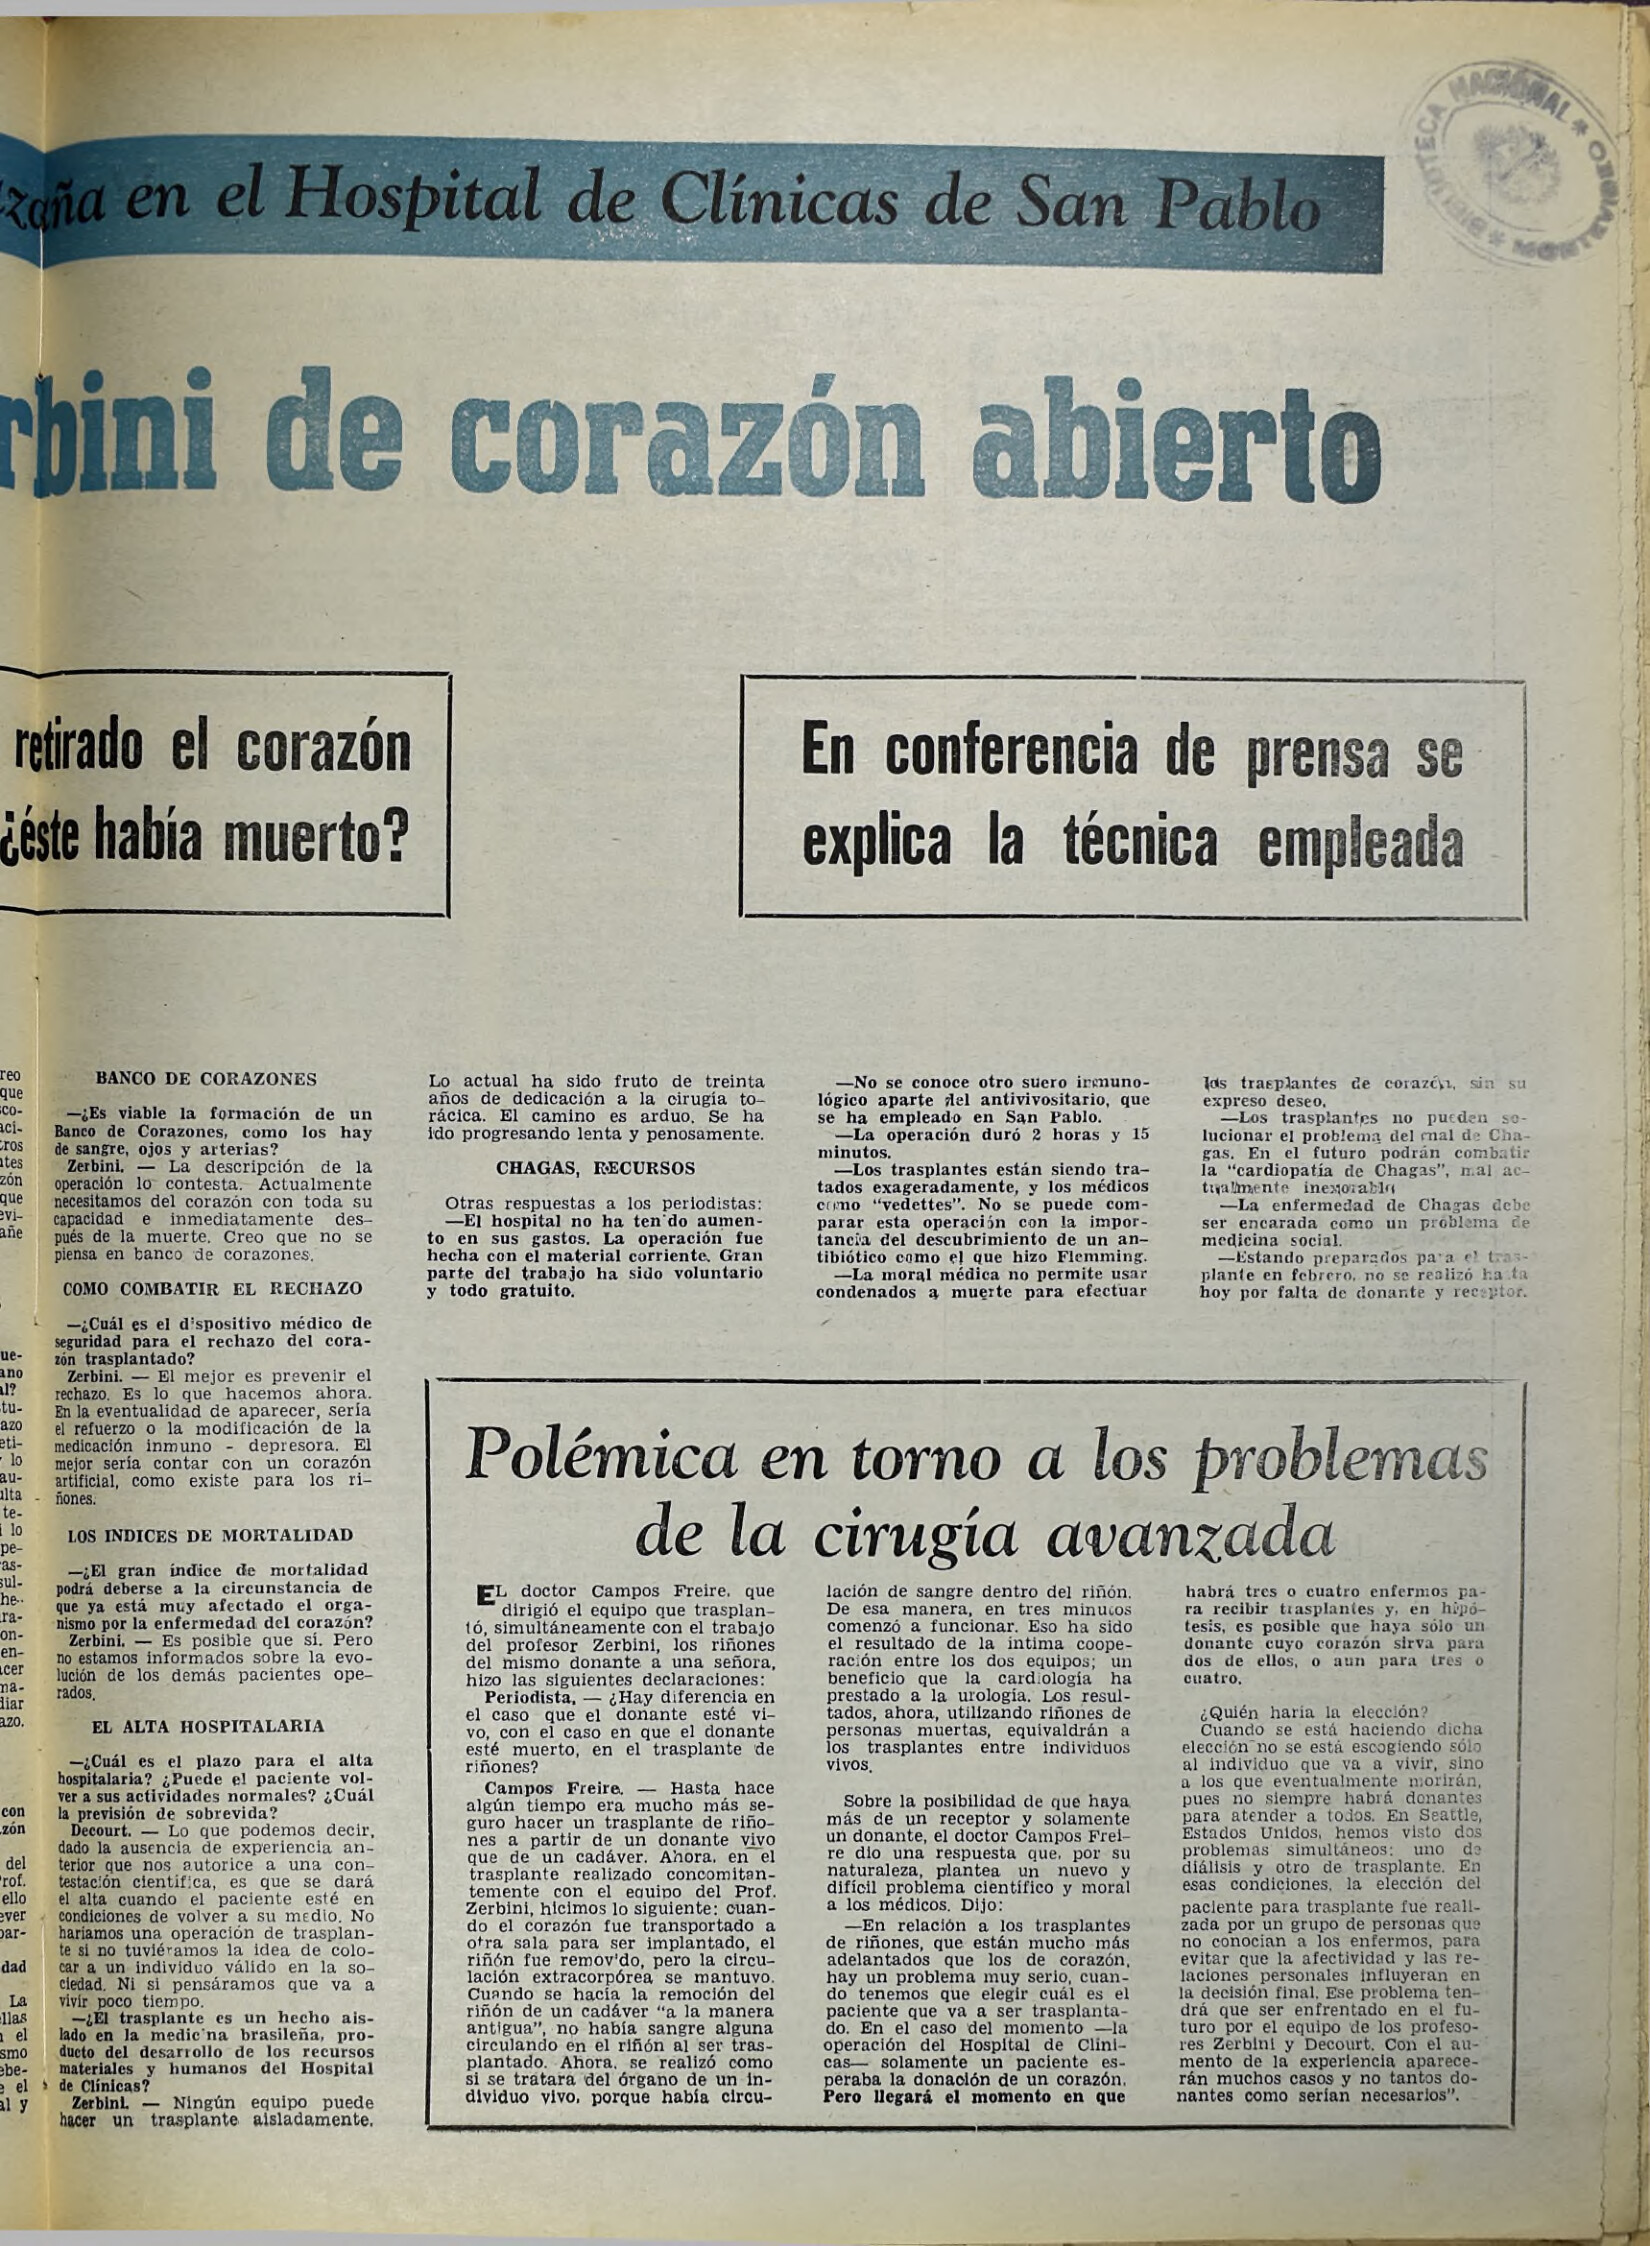 zaña en el Hospital de Clínicas de San Pablo
BIBLIOTECA NACIONAL * MONTEVIDEO *
rbini de corazón abierto
retirado el corazón
¿éste había muerto?
En conferencia de prensa se
explica la técnica empleada
BANCO DE CORAZONES
—¿Es viable la formación de un
Banco de Corazones, como los hay
de sangre, ojos y arterias?
Zerbini. — La descripción de la
operación lo contesta. Actualmente
necesitamos del corazón con toda su
capacidad e inmediatamente des-
pués de la muerte. Creo que no se
piensa en banco de corazones.
COMO COMBATIR EL RECHAZO
—¿Cuál es el dispositivo médico de
seguridad para el rechazo del cora-
zón trasplantado?
Zerbini. — El mejor es prevenir el
rechazo. Es lo que hacemos ahora.
En la eventualidad de aparecer, sería
el refuerzo o la modificación de la
medicación inmuno - depresora. El
mejor sería contar con un corazón
artificial, como existe para los ri-
ñones.
LOS INDICES DE MORTALIDAD
—¿El gran índice de mortalidad
podrá deberse a la circunstancia de
que ya está muy afectado el orga-
nismo por la enfermedad del corazón?
Zerbini. — Es posible que sí. Pero
no estamos informados sobre la evo-
lución de los demás pacientes ope-
rados.
EL ALTA HOSPITALARIA
—¿Cuál es el plazo para el alta
hospitalaria? ¿Puede el paciente vol-
ver a sus actividades normales? ¿Cuál
la previsión de sobrevida?
Decourt. — Lo que podemos decir,
dado la ausencia de experiencia an-
terior que nos autorice a una con-
testación científica, es que se dará
el alta cuando el paciente esté en
condiciones de volver a su medio. No
haríamos una operación de trasplan-
te si no tuviéramos la idea de colo-
car a un individuo válido en la so-
ciedad. Ni si pensáramos que va a
vivir poco tiempo.
—¿El trasplante es un hecho ais-
lado en la medicina brasileña, pro-
ducto del desarrollo de los recursos
materiales y humanos del Hospital
de Clínicas?
Zerbini. — Ningún equipo puede
hacer un trasplante aisladamente.
Lo actual ha sido fruto de treinta
años de dedicación a la cirugía to-
rácica. El camino es arduo. Se ha
ido progresando lenta y penosamente.
CHAGAS, RECURSOS
Otras respuestas a los periodistas:
—El hospital no ha tenido aumen-
to en sus gastos. La operación fue
hecha con el material corriente. Gran
parte del trabajo ha sido voluntario
y todo gratuito.
—No se conoce otro suero inmuno-
lógico aparte del antivivositario, que
se ha empleado en San Pablo.
—La operación duró 2 horas y 15
minutos.
—Los trasplantes están siendo tra-
tados exageradamente, y los médicos
como "vedettes". No se puede com-
parar esta operación con la impor-
tancia del descubrimiento de un an-
tibiótico como el que hizo Flemming.
—La moral médica no permite usar
condenados a muerte para efectuar
los trasplantes de corazón, sin su
expreso deseo.
—Los trasplantes no pueden so-
lucionar el problema del mal de Cha-
gas. En el futuro podrán combatir
la "cardiopatía de Chagas", mal ac-
tualmente inexorable
—La enfermedad de Chagas debe
ser encarada como un problema de
medicina social.
—Estando preparados para el tras-
plante en febrero, no se realizó hasta
hoy por falta de donante y receptor.
Polémica en torno a los problemas
de la cirugía avanzada
EL doctor Campos Freire, que
dirigió el equipo que trasplan-
tó, simultáneamente con el trabajo
del profesor Zerbini, los riñones
del mismo donante a una señora,
hizo las siguientes declaraciones:
Periodista. — ¿Hay diferencia en
el caso que el donante esté vi-
vo, con el caso en que el donante
esté muerto, en el trasplante de
riñones?
Campos Freire. — Hasta hace
algún tiempo era mucho más se-
guro hacer un trasplante de riño-
nes a partir de un donante vivo
que de un cadáver. Ahora, en el
trasplante realizado concomitan-
temente con el equipo del Prof.
Zerbini, hicimos lo siguiente: cuan-
do el corazón fue transportado a
otra sala para ser implantado, el
riñón fue removido, pero la circu-
lación extracorpórea se mantuvo.
Cuando se hacía la remoción del
riñón de un cadáver "a la manera
antigua", no había sangre alguna
circulando en el riñón al ser tras-
plantado. Ahora, se realizó como
si se tratara del órgano de un in-
dividuo vivo, porque había circu-
lación de sangre dentro del riñón.
De esa manera, en tres minutos
comenzó a funcionar. Eso ha sido
el resultado de la íntima coope-
ración entre los dos equipos; un
beneficio que la cardiología ha
prestado a la urología. Los resul-
tados, ahora, utilizando riñones de
personas muertas, equivaldrán a
los trasplantes entre individuos
vivos.
Sobre la posibilidad de que haya
más de un receptor y solamente
un donante, el doctor Campos Frei-
re dio una respuesta que, por su
naturaleza, plantea un nuevo y
difícil problema científico y moral
a los médicos. Dijo:
—En relación a los trasplantes
de riñones, que están mucho más
adelantados que los de corazón,
hay un problema muy serio, cuan-
do tenemos que elegir cuál es el
paciente que va a ser trasplanta-
do. En el caso del momento —la
operación del Hospital de Clíni-
cas— solamente un paciente es-
peraba la donación de un corazón.
Pero llegará el momento en que
habrá tres o cuatro enfermos pa-
ra recibir trasplantes y, en hipó-
tesis, es posible que haya sólo un
donante cuyo corazón sirva para
dos de ellos, o aun para tres o
cuatro.
¿Quién haría la elección?
Cuando se está haciendo dicha
elección no se está escogiendo sólo
al individuo que va a vivir, sino
a los que eventualmente morirán,
pues no siempre habrá donantes
para atender a todos. En Seattle,
Estados Unidos, hemos visto dos
problemas simultáneos: uno de
diálisis y otro de trasplante. En
esas condiciones, la elección del
paciente para trasplante fue reali-
zada por un grupo de personas que
no conocían a los enfermos, para
evitar que la afectividad y las re-
laciones personales influyeran en
la decisión final. Ese problema ten-
drá que ser enfrentado en el fu-
turo por el equipo de los profeso-
res Zerbini y Decourt. Con el au-
mento de la experiencia aparece-
rán muchos casos y no tantos do-
nantes como serían necesarios".